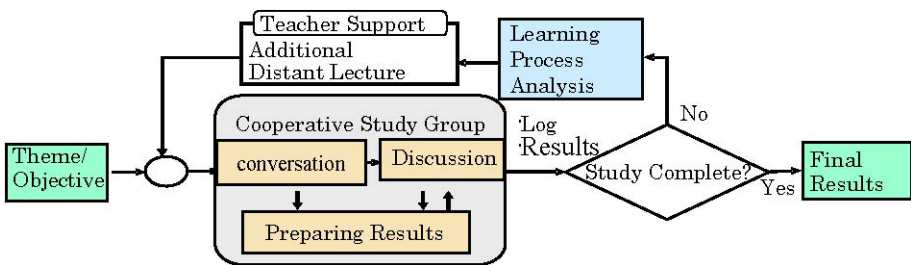 Teacher Support
Additional
Distant Lecture
Learning
Process
Analysis
Theme/
Objective
Cooperative Study Group
conversation
Discussion
Preparing Results
·Log
·Results
Study Complete?
No
Yes
Final
Results